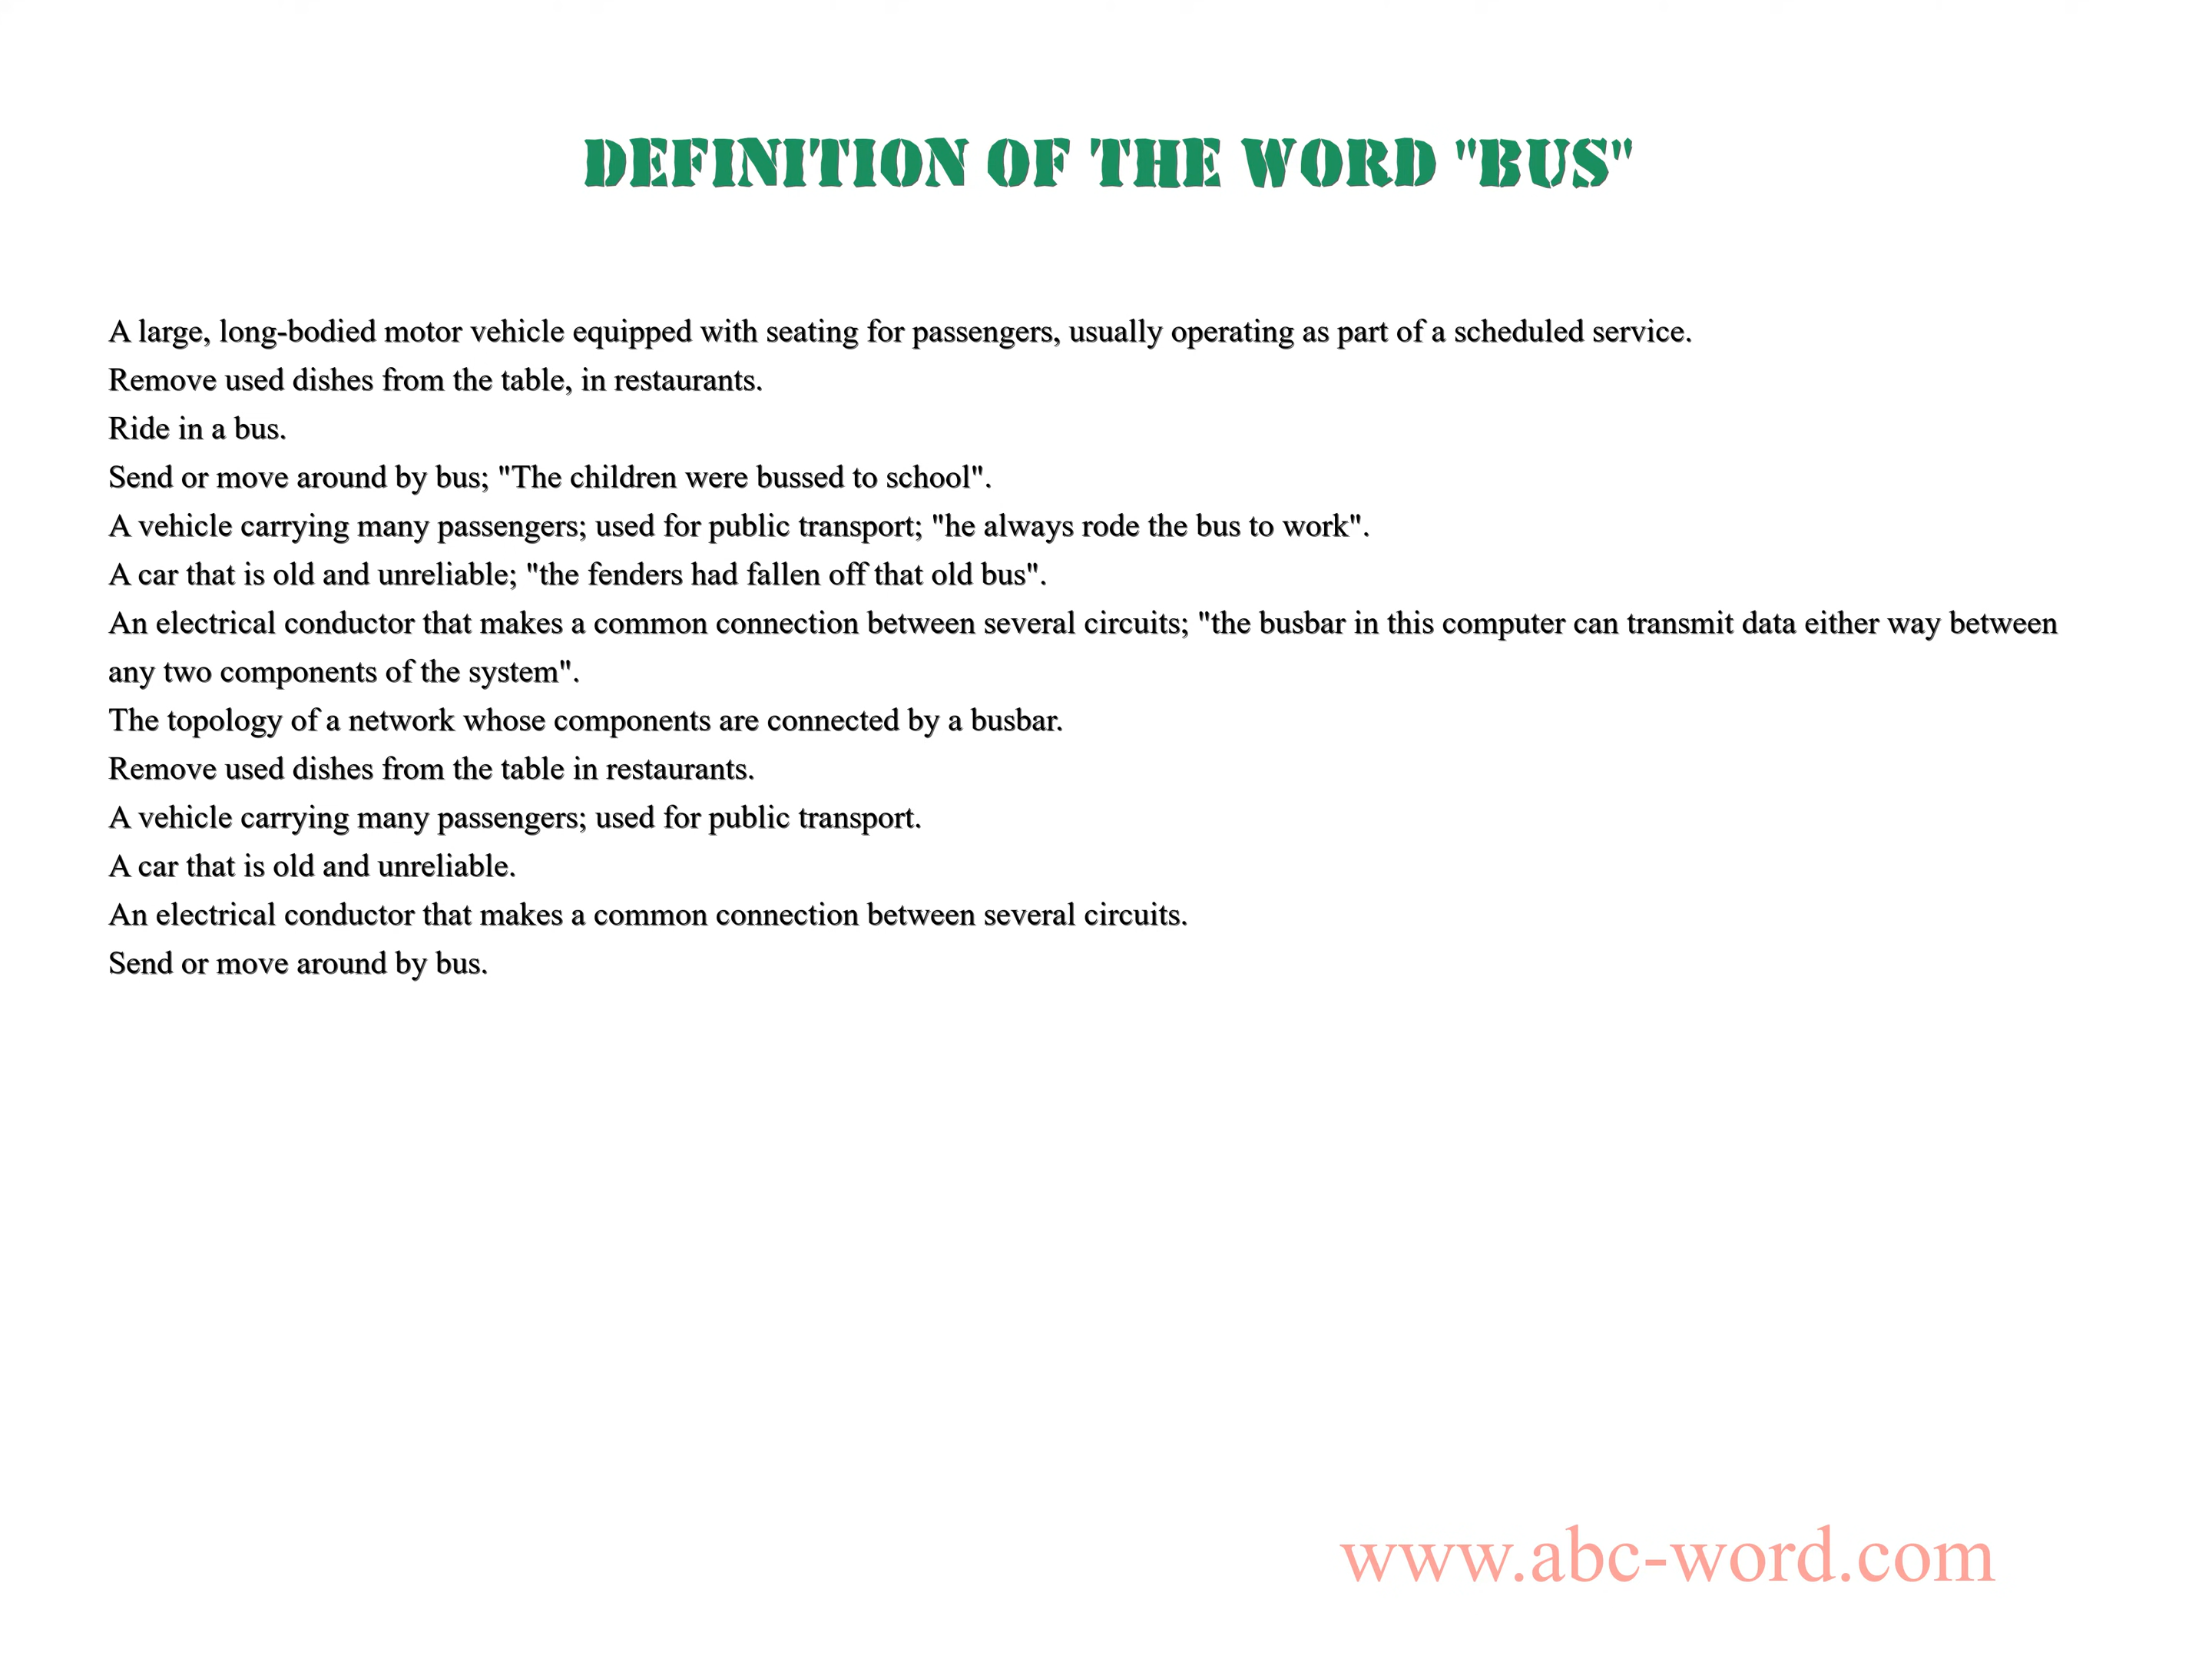 DEFINITION OF THE WORD "BUS"
A large, long-bodied motor vehicle equipped with seating for passengers, usually operating as part of a scheduled service.
Remove used dishes from the table, in restaurants.
Ride in a bus.
Send or move around by bus; "The children were bussed to school".
A vehicle carrying many passengers; used for public transport; "he always rode the bus to work".
A car that is old and unreliable; "the fenders had fallen off that old bus".
An electrical conductor that makes a common connection between several circuits; "the busbar in this computer can transmit data either way between
any two components of the system".
The topology of a network whose components are connected by a busbar.
Remove used dishes from the table in restaurants.
A vehicle carrying many passengers; used for public transport.
A car that is old and unreliable.
An electrical conductor that makes a common connection between several circuits.
Send or move around by bus.
www.abc-word.com